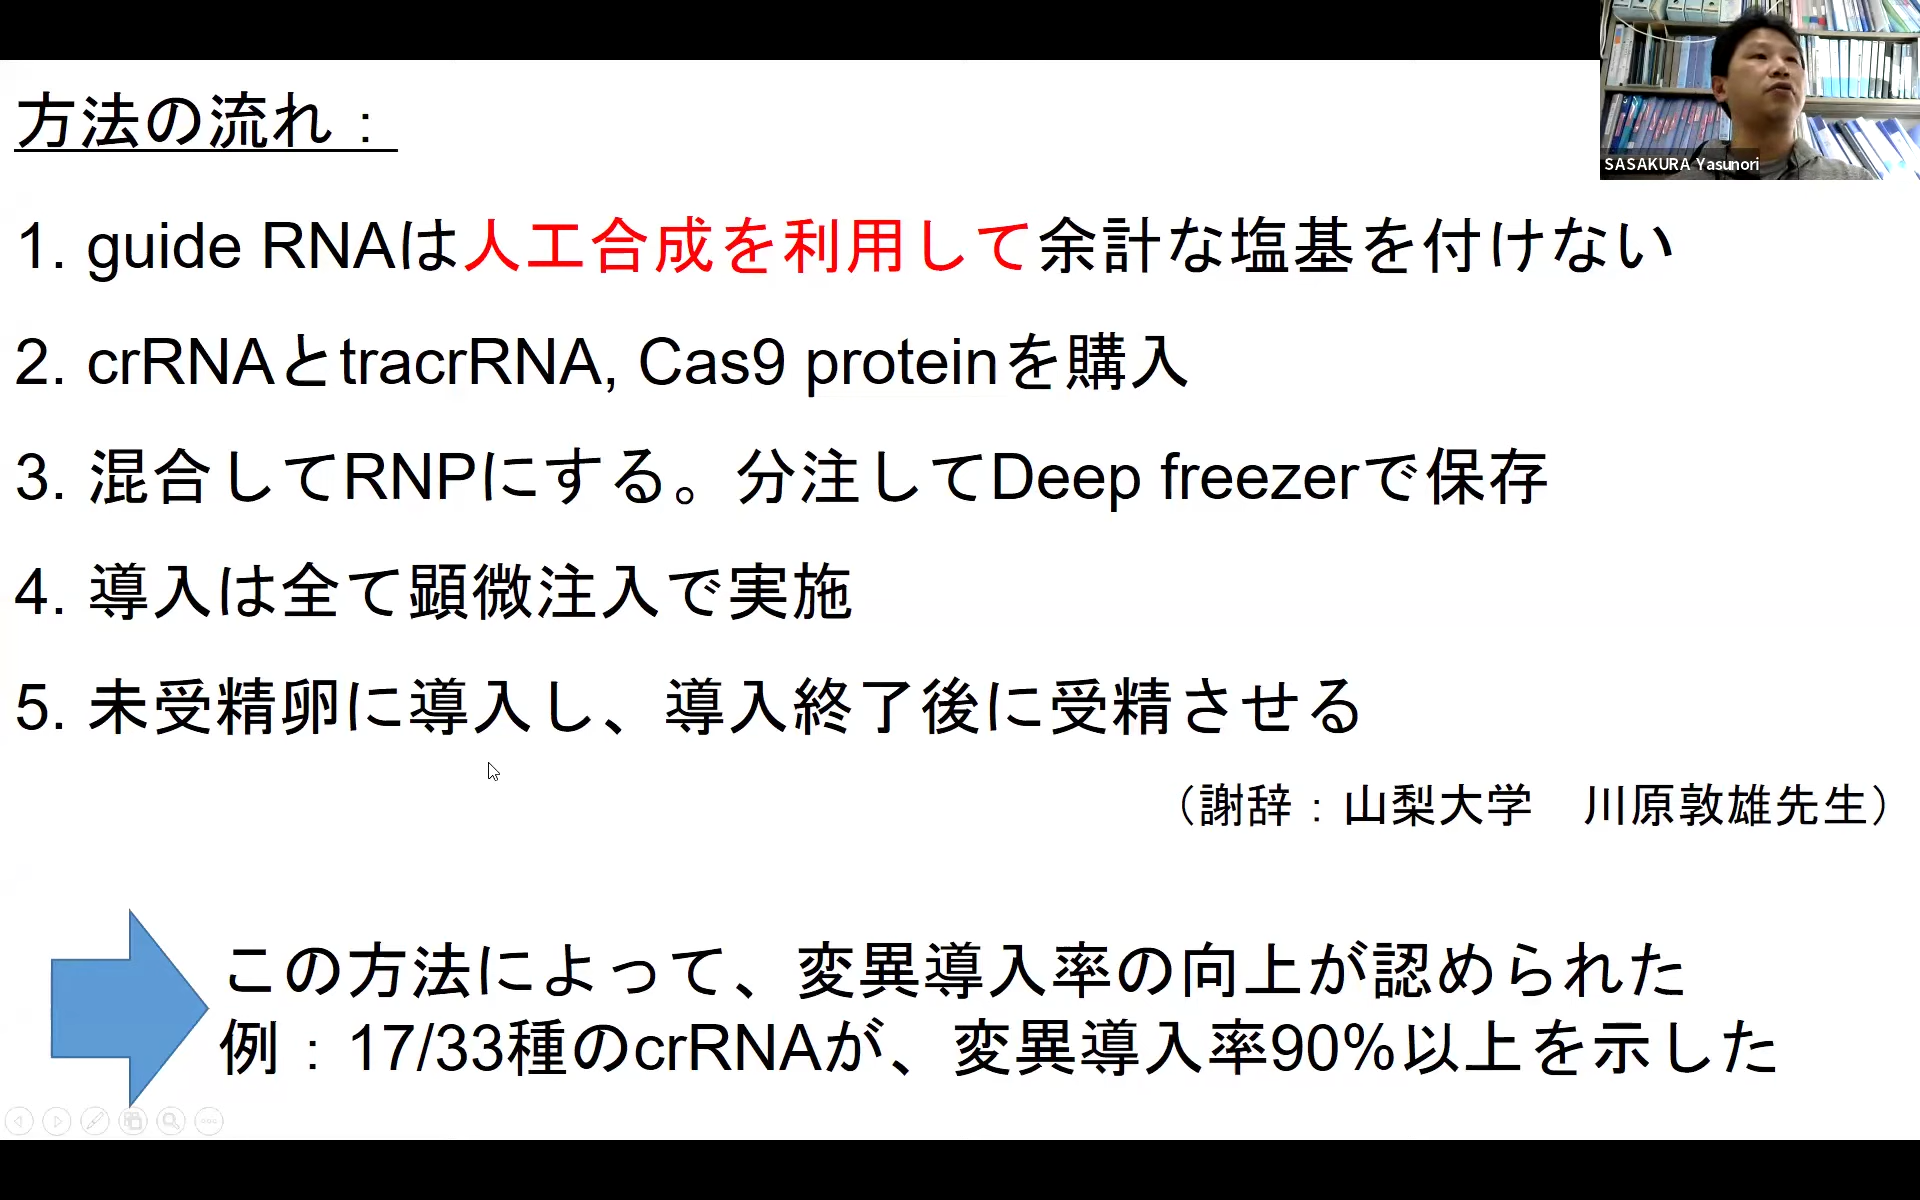 方法の流れ：
SASAKURA Yasunori
1. guide RNAは人工合成を利用して余計な塩基を付けない
2. crRNAとtracrRNA, Cas9 proteinを購入
3. 混合してRNPにする。分注してDeep freezerで保存
4. 導入は全て顕微注入で実施
5. 未受精卵に導入し、導入終了後に受精させる
（謝辞：山梨大学　川原敦雄先生）
この方法によって、変異導入率の向上が認められた
例：17/33種のcrRNAが、変異導入率90%以上を示した